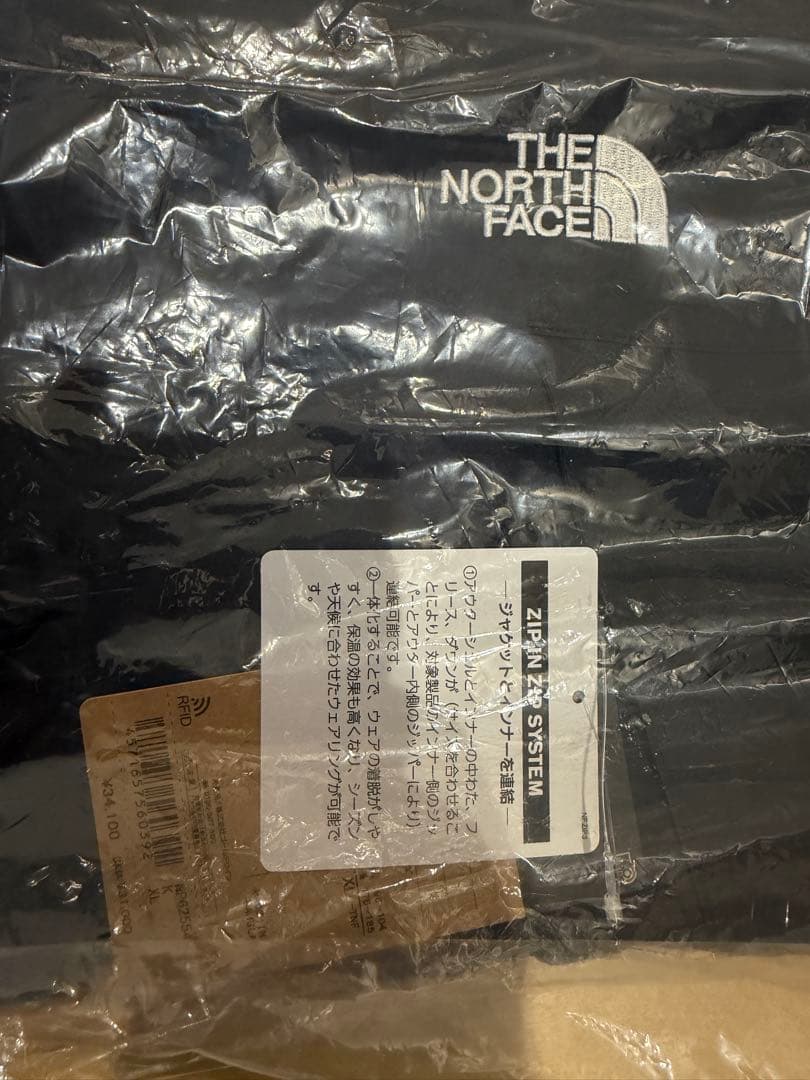 THE
NORTH
FACE
ZIP IN ZIP SYSTEM
―ジャケットとインナーを連結―
①アウターシェルとインナーの中わた、フ
リース、ダウンが(サイズを合わせるこ
とにより、対象製品のインナー側のジッ
パーとアウター内側のジッパーにより)
連結可能です。
②一体化することで、ウェアの着脱がしや
すく、保温の効果も高くなり、シーズン
や天候に合わせたウェアリングが可能で
す。
RFID
¥34,100
K
XL
XL
TNF